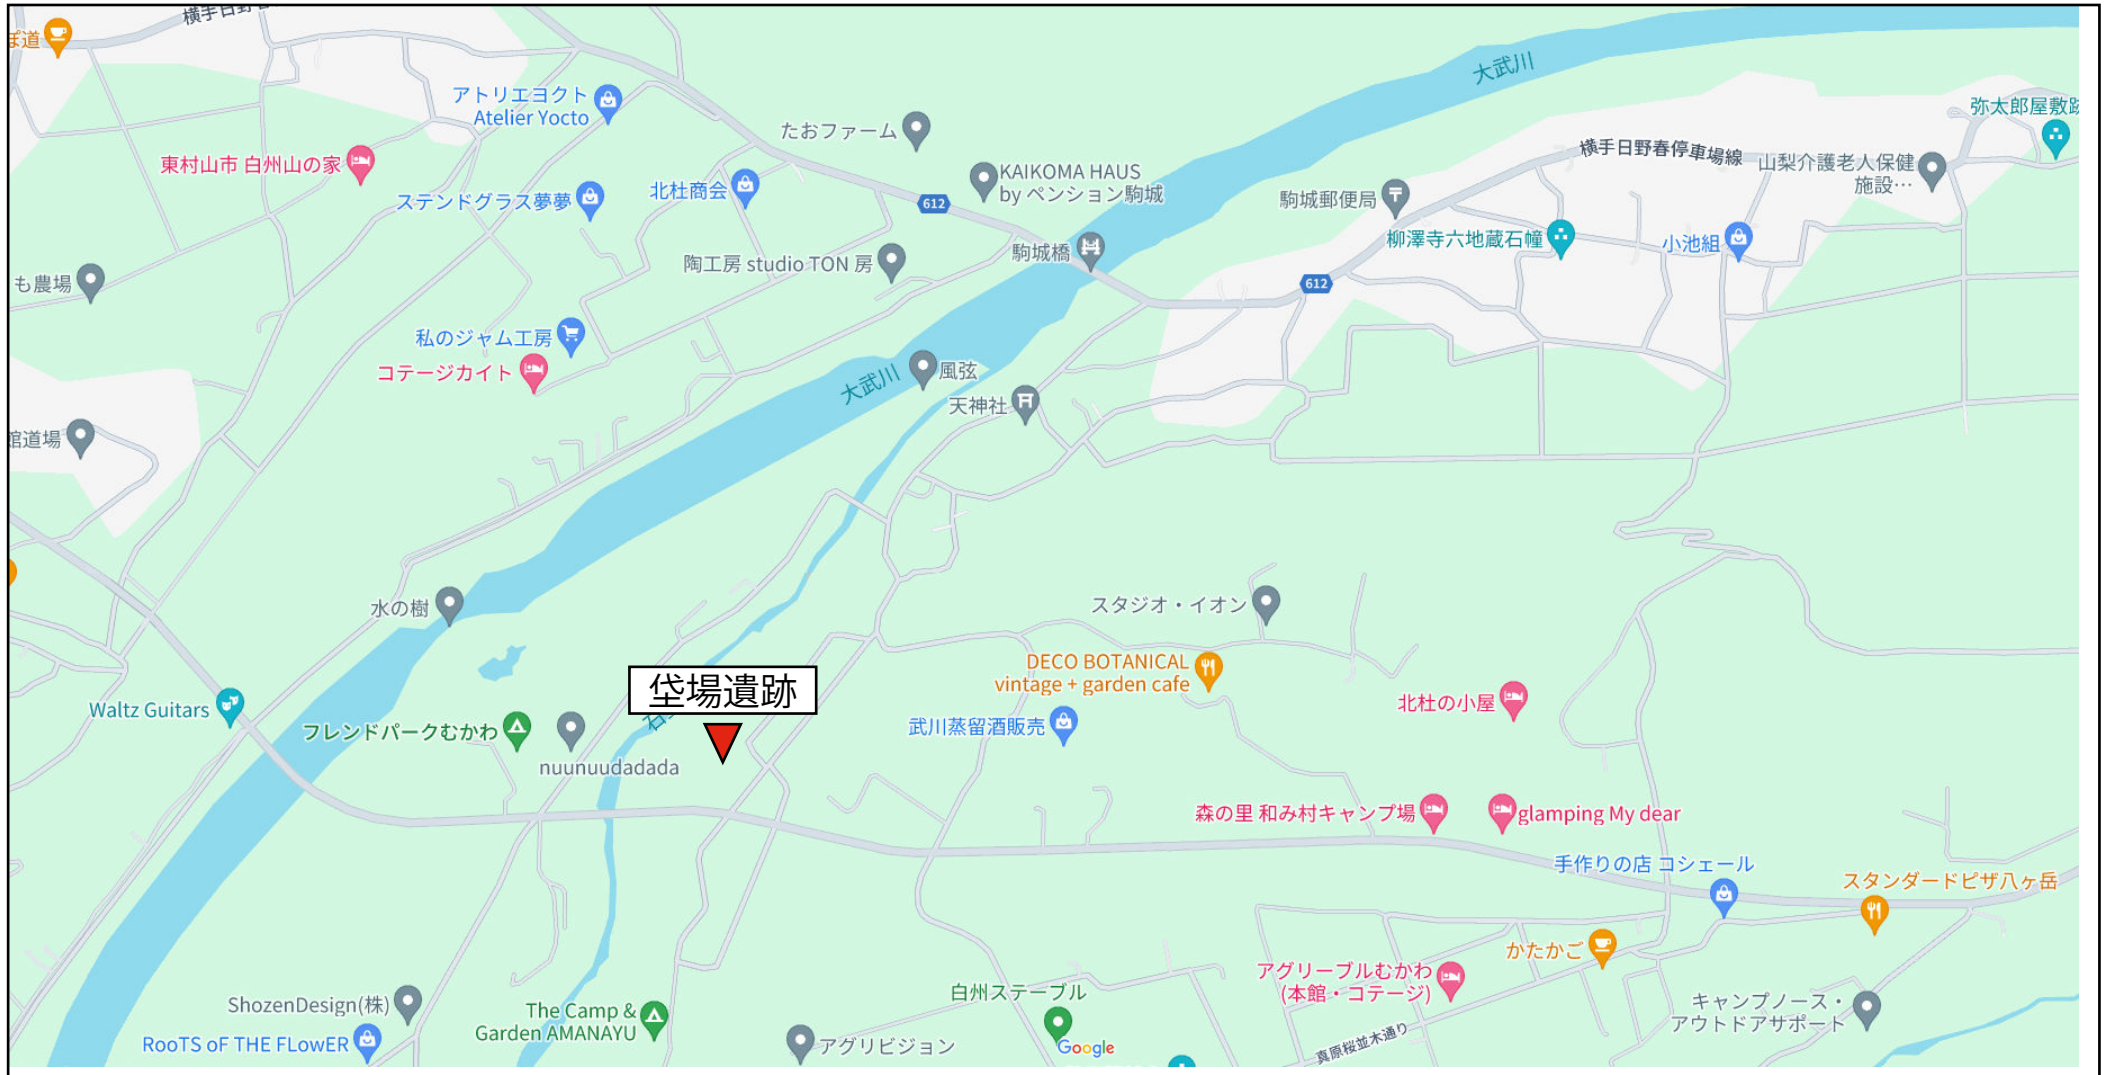 横手日野
ぽ道
アトリエヨクト
Atelier Yocto
東村山市 白州山の家
ステンドグラス夢夢
北杜商会
たおファーム
KAIKOMA HAUS
by ペンション駒城
612
大武川
弥太郎屋敷跡
横手日野春停車場線
山梨介護老人保健
施設…
駒城郵便局
柳澤寺六地蔵石幢
小池組
駒城橋
陶工房 studio TON 房
612
も農場
私のジャム工房
コテージカイト
大武川
風弦
天神社
館道場
水の樹
スタジオ・イオン
DECO BOTANICAL
vintage + garden cafe
垈場遺跡
北杜の小屋
Waltz Guitars
フレンドパークむかわ
石
武川蒸留酒販売
nuunuudadada
森の里 和み村キャンプ場
glamping My dear
手作りの店 コシェール
スタンダードピザ八ヶ岳
かたかご
アグリーブルむかわ
(本館・コテージ)
白州ステーブル
ShozenDesign(株)
The Camp &
Garden AMANAYU
キャンプノース・
アウトドアサポート
RooTS oF THE FLowER
アグリビジョン
Google
真原桜並木通り